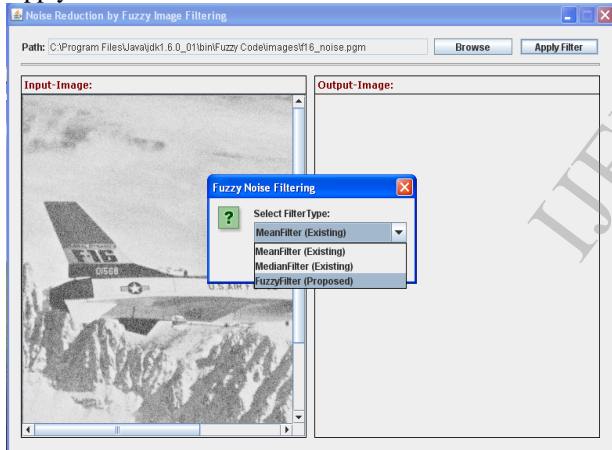 Noise Reduction by Fuzzy Image Filtering
Path: C:\Program Files\Java\jdk1.6.0_01\bin\Fuzzy Code\images\f16_noise.pgm Browse Apply Filter
Input-Image: Output-Image:
Fuzzy Noise Filtering
? Select FilterType:
MeanFilter (Existing)
MeanFilter (Existing)
MedianFilter (Existing)
FuzzyFilter (Proposed)
F-16
01568
U.S. AIR F